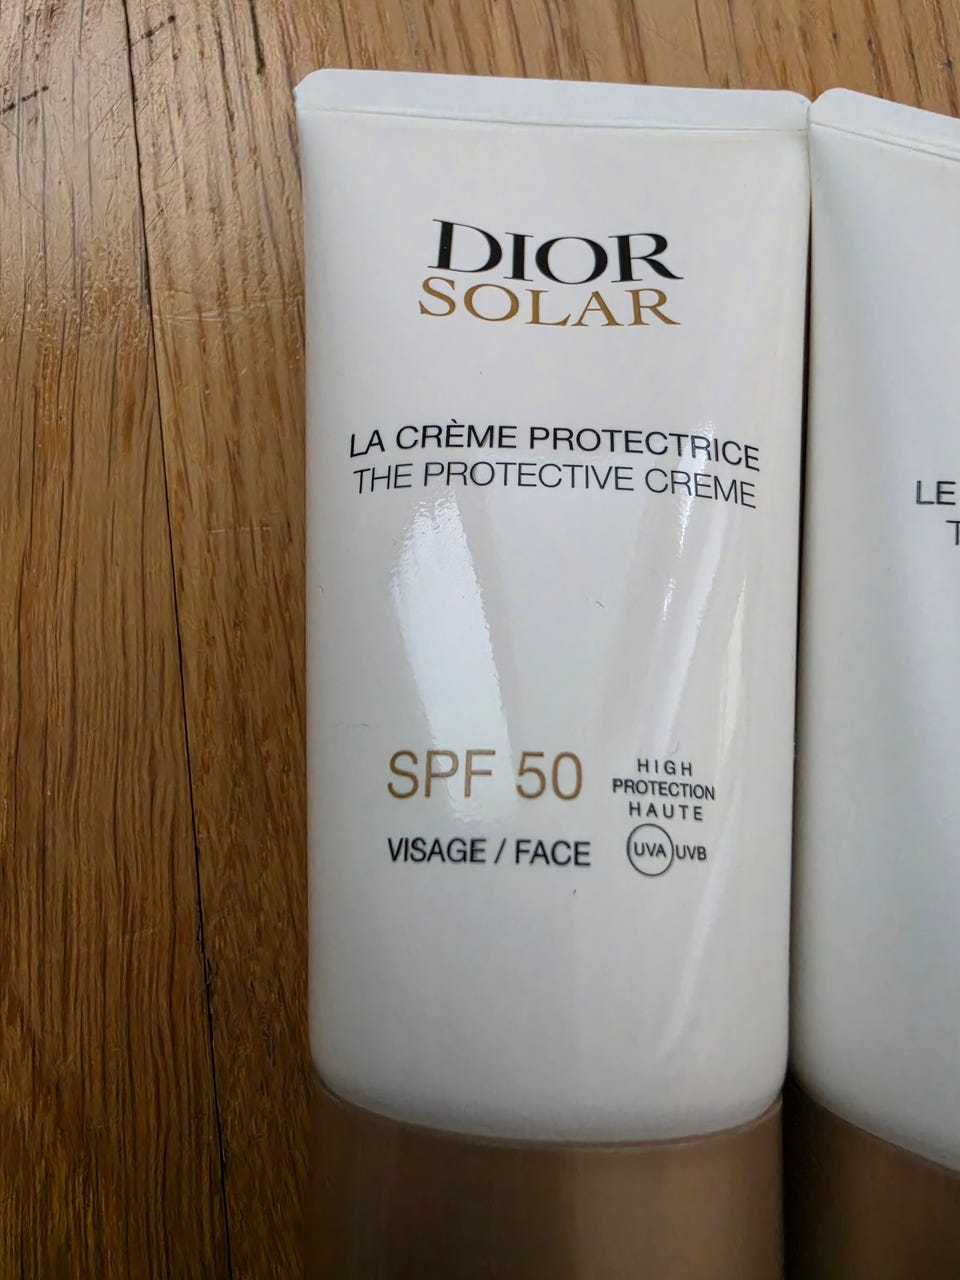 DIOR
SOLAR
LA CRÈME PROTECTRICE
THE PROTECTIVE CREME
SPF 50
HIGH
PROTECTION
HAUTE
VISAGE / FACE
UVA UVB
LE
T